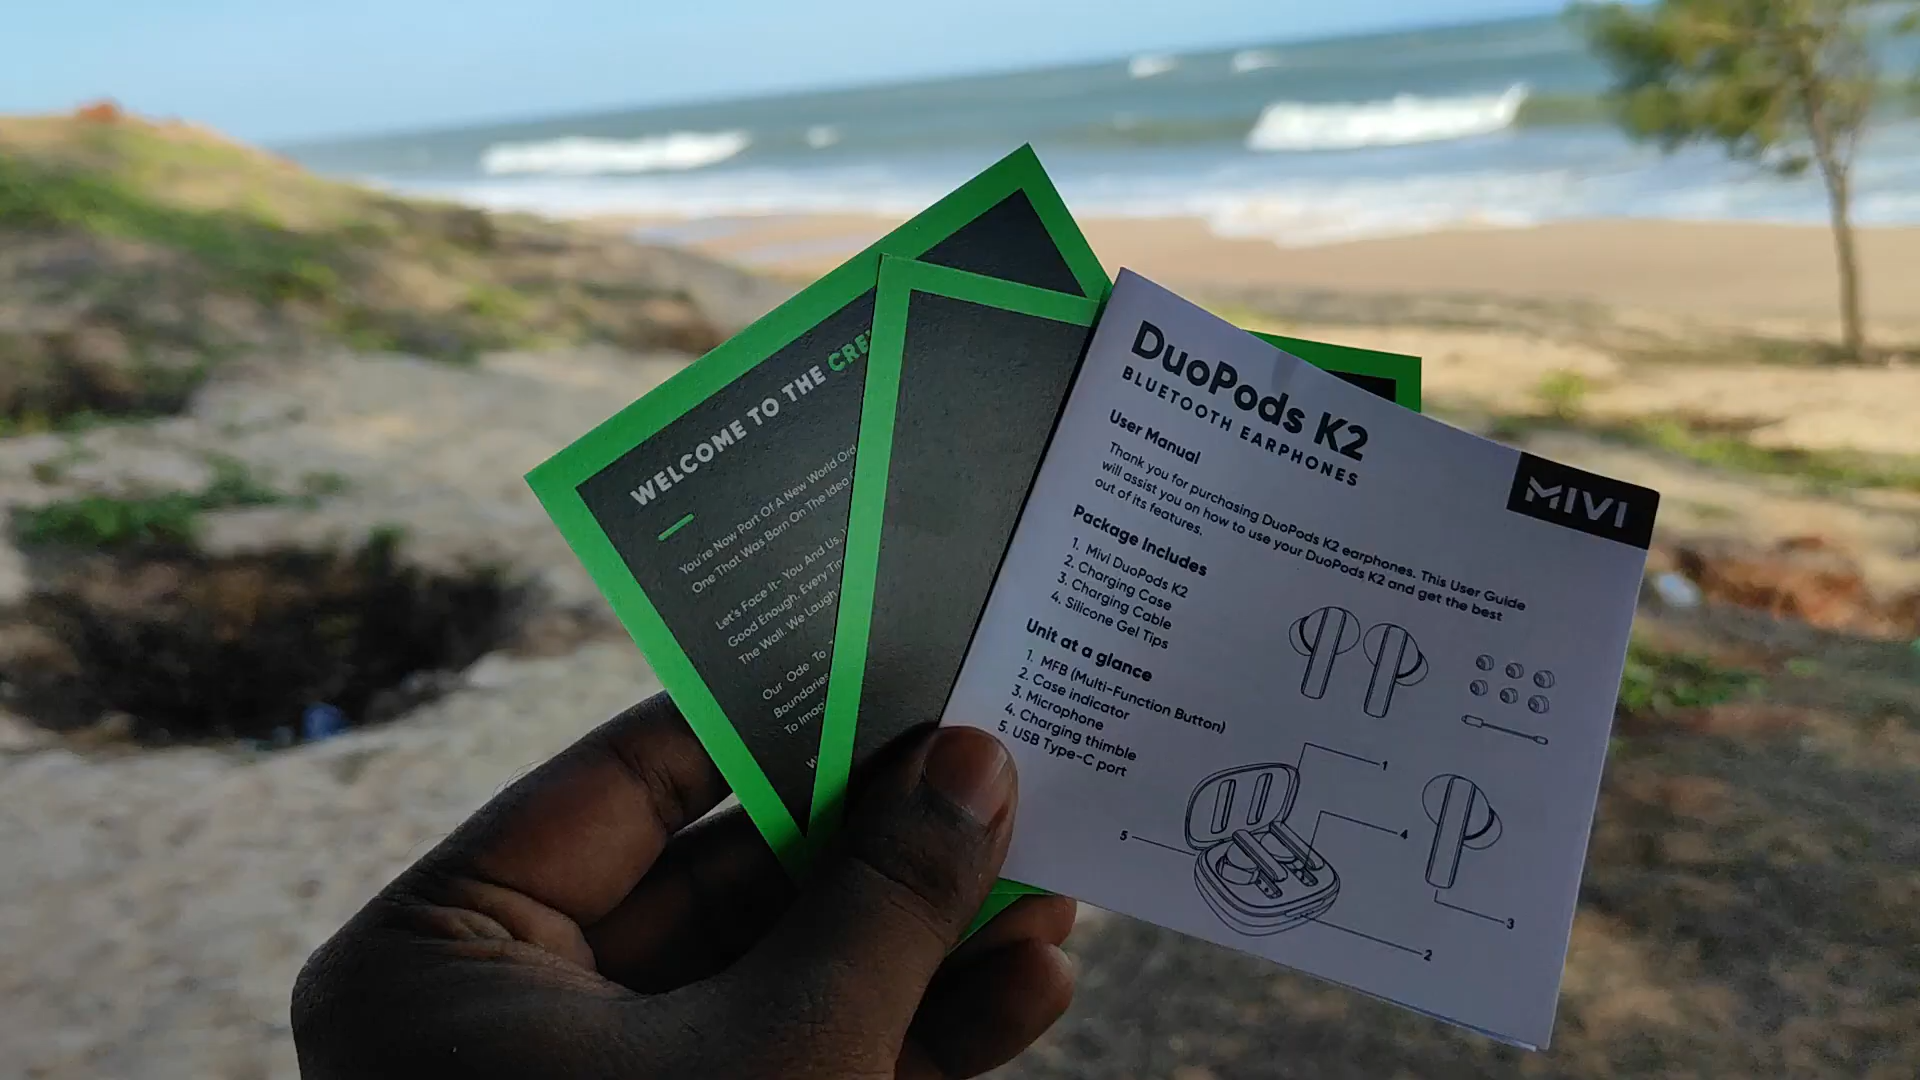 WELCOME TO THE
You're Now Part Of A New World
One That Was Born On The Idea
Let's Face It- You And Us.
Good Enough. Every
The Wall. We Laugh
Our Ode To
Boundaries
To
DuoPods K2
BLUETOOTH EARPHONES
MIVI
User Manual
Thank you for purchasing DuoPods K2 earphones. This User Guide
will assist you on how to use your DuoPods K2 and get the best
out of its features.
Package Includes
1. Mivi DuoPods K2
2. Charging Case
3. Charging Cable
4. Silicone Gel Tips
Unit at a glance
1. MFB (Multi-Function Button)
2. Case indicator
3. Microphone
4. Charging thimble
5. USB Type-C port
1
4
5
3
2